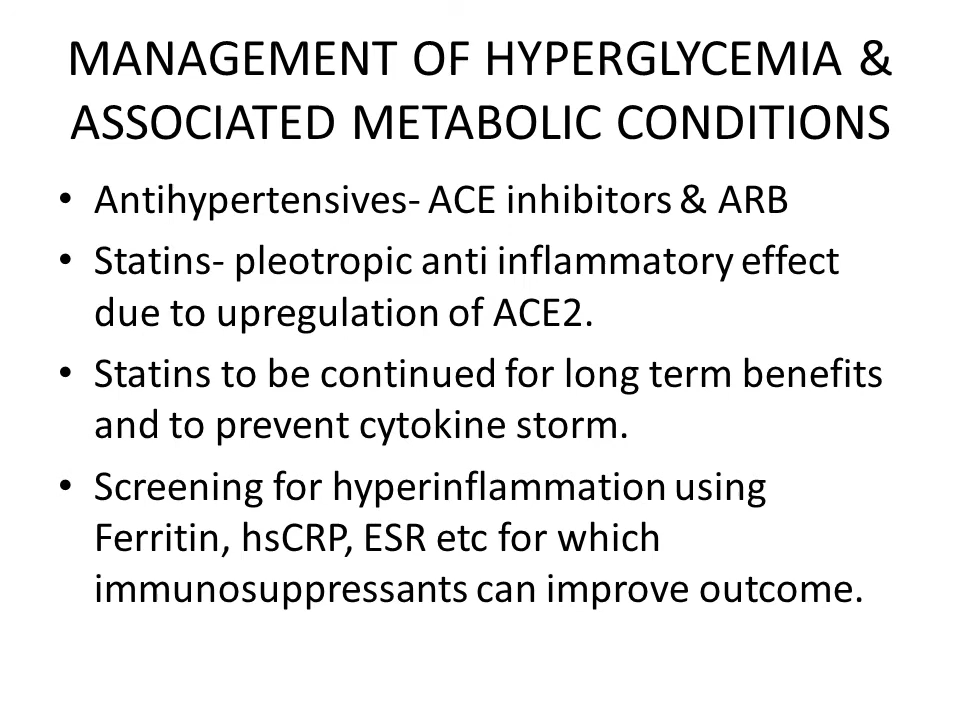 MANAGEMENT OF HYPERGLYCEMIA &
ASSOCIATED METABOLIC CONDITIONS
• Antihypertensives- ACE inhibitors & ARB
• Statins- pleotropic anti inflammatory effect
due to upregulation of ACE2.
• Statins to be continued for long term benefits
and to prevent cytokine storm.
• Screening for hyperinflammation using
Ferritin, hsCRP, ESR etc for which
immunosuppressants can improve outcome.